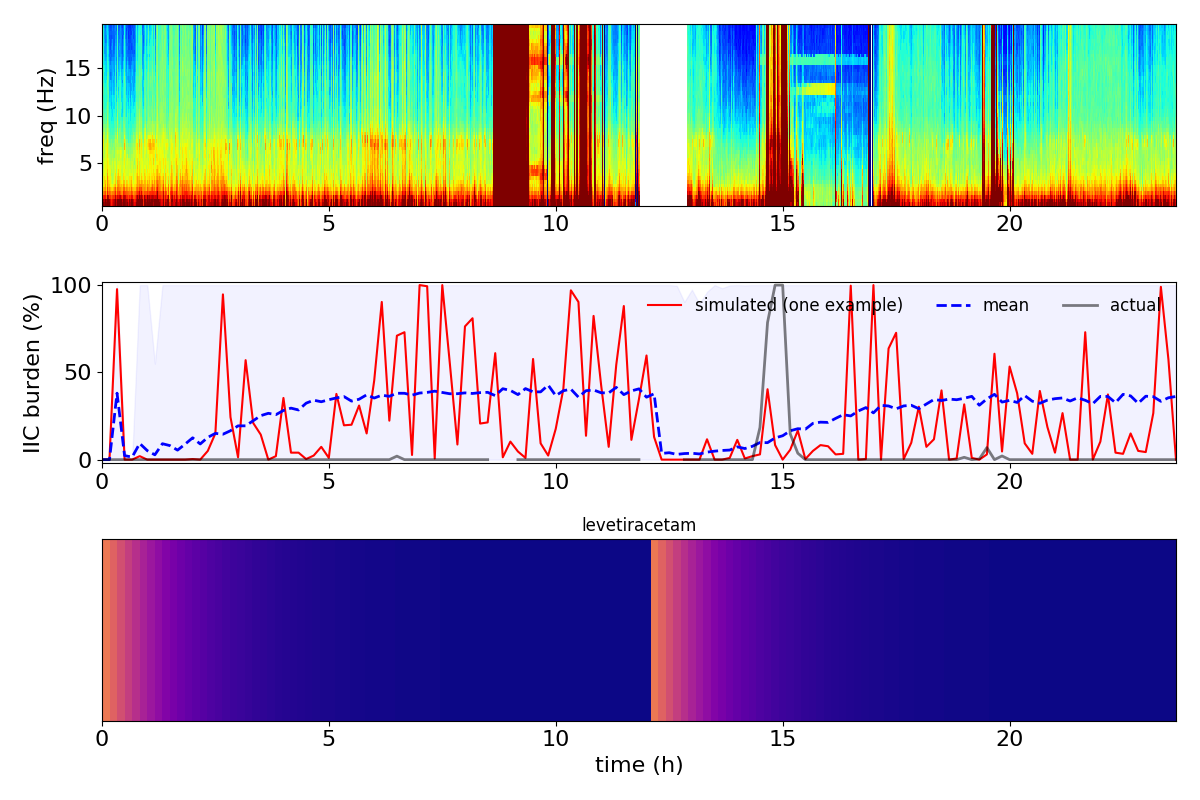 freq (Hz)
15
10
5
0 5 10 15 20
IIC burden (%)
100
50
0
simulated (one example) mean actual
0 5 10 15 20
levetiracetam
0 5 10 15 20
time (h)